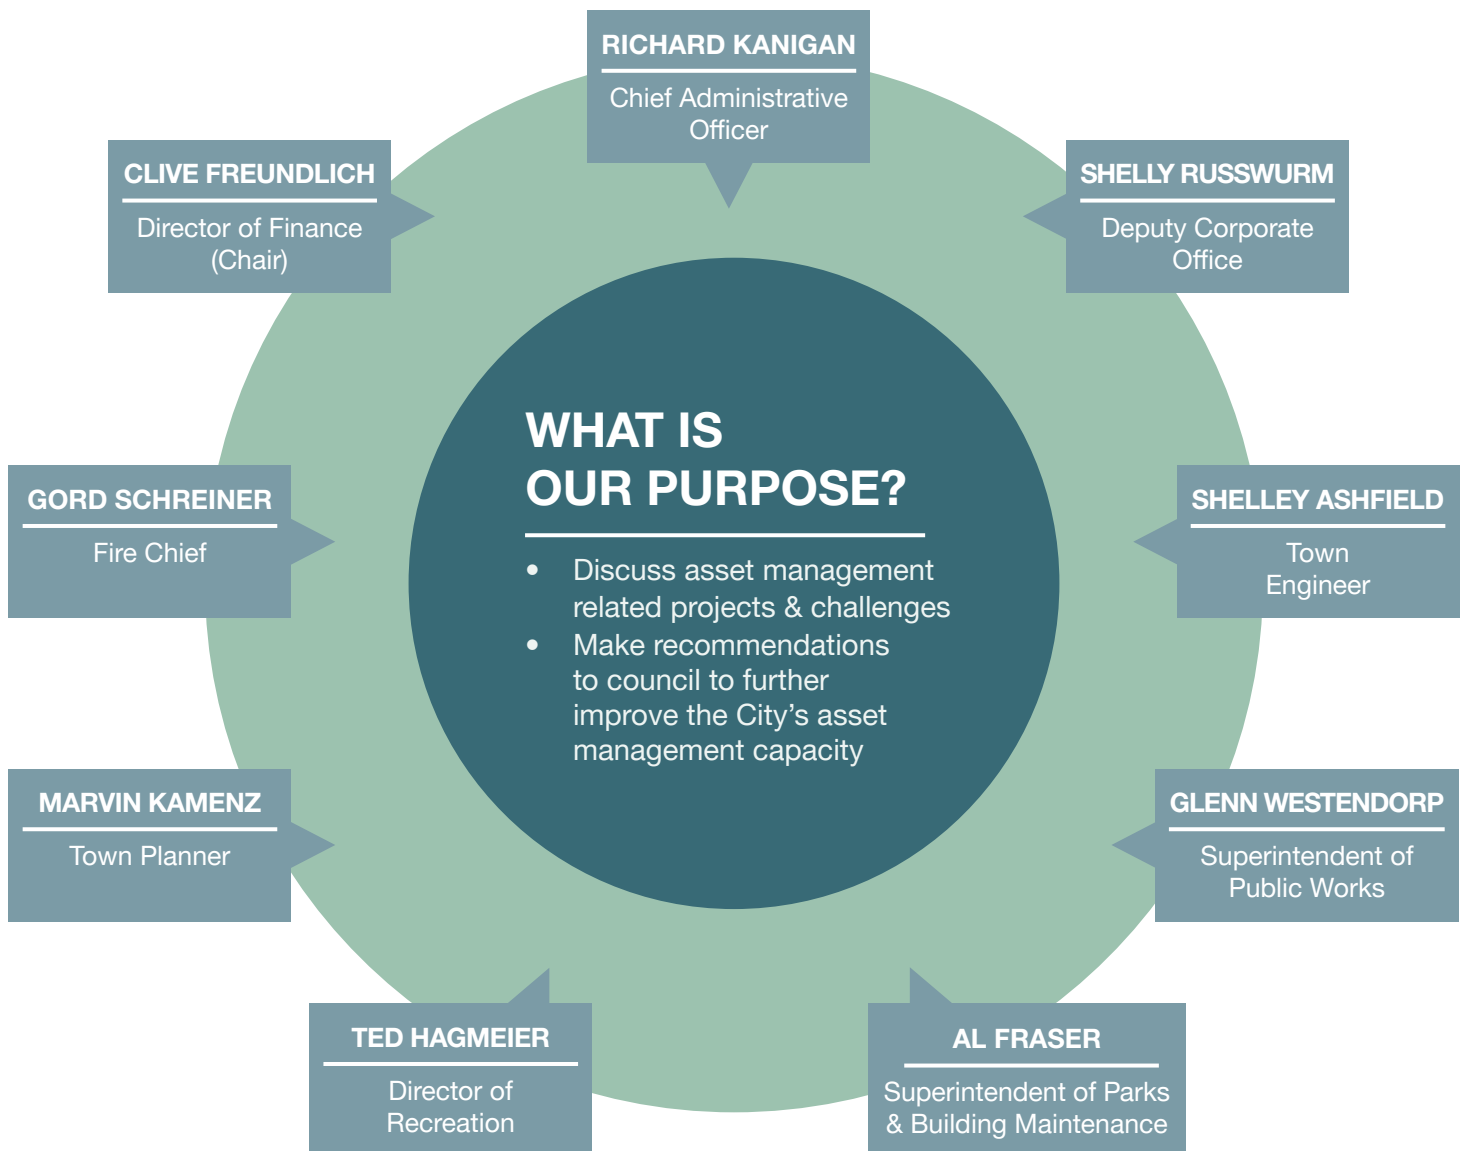 RICHARD KANIGAN
Chief Administrative
Officer
CLIVE FREUNDLICH
Director of Finance
(Chair)
SHELLY RUSSWURM
Deputy Corporate
Office
WHAT IS
OUR PURPOSE?
• Discuss asset management
related projects & challenges
• Make recommendations
to council to further
improve the City’s asset
management capacity
GORD SCHREINER
Fire Chief
SHELLEY ASHFIELD
Town
Engineer
MARVIN KAMENZ
Town Planner
GLENN WESTENDORP
Superintendent of
Public Works
TED HAGMEIER
Director of
Recreation
AL FRASER
Superintendent of Parks
& Building Maintenance